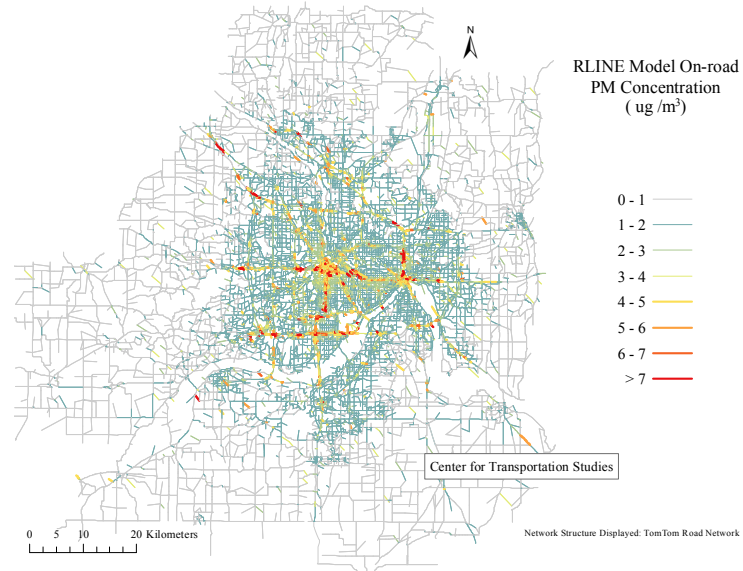 N
RLINE Model On-road
PM Concentration
( ug /m³)
0 - 1
1 - 2
2 - 3
3 - 4
4 - 5
5 - 6
6 - 7
> 7
Center for Transportation Studies
0 5 10 20 Kilometers
Network Structure Displayed: TomTom Road Network